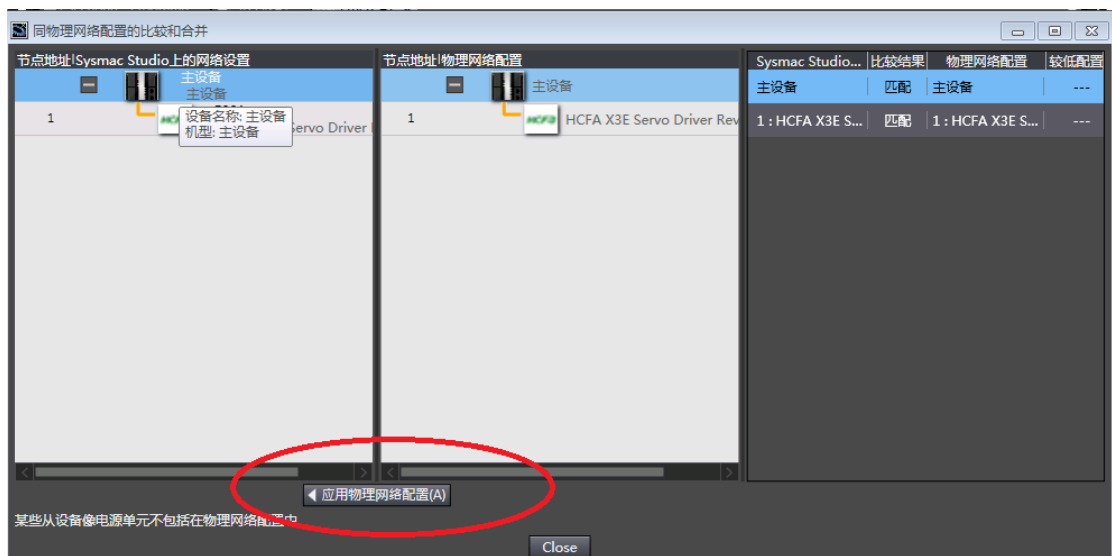 同物理网络配置的比较和合并
节点地址|Sysmac Studio上的网络设置
主设备
主设备
1
Servo Driver
设备名称: 主设备
机型: 主设备
节点地址|物理网络配置
主设备
1
HCFA
HCFA X3E Servo Driver Rev
Sysmac Studio... 比较结果 物理网络配置 较低配置
主设备 匹配 主设备 ---
1 : HCFA X3E S... 匹配 1 : HCFA X3E S... ---
应用物理网络配置(A)
某些从设备像电源单元不包括在物理网络配置中
Close